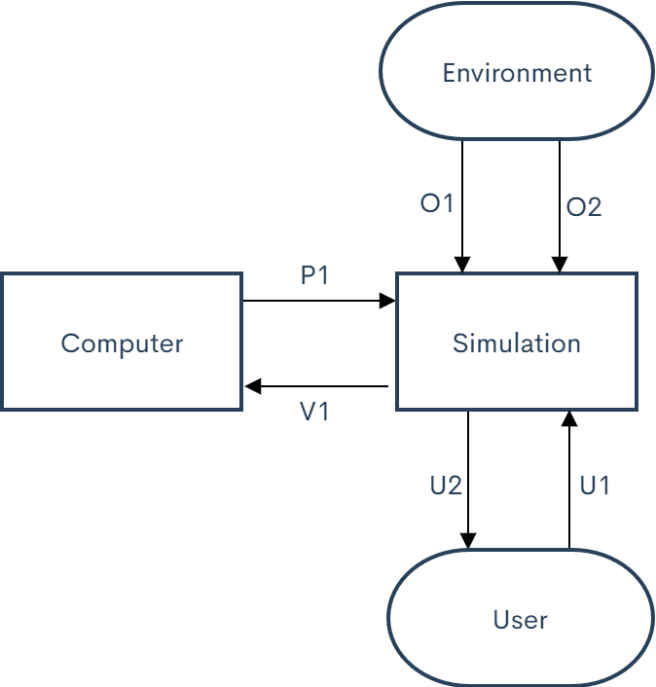 Environment
O1
O2
P1
Computer
Simulation
V1
U2
U1
User